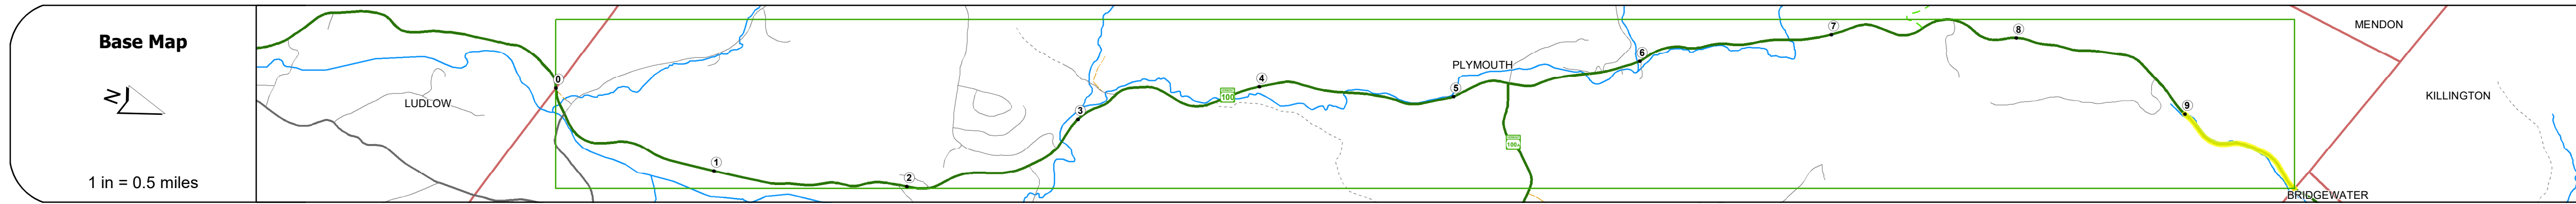 Base Map
N
1 in = 0.5 miles
LUDLOW
0
1
2
3
100
4
5
PLYMOUTH
100A
6
7
8
9
MENDON
KILLINGTON
BRIDGEWATER